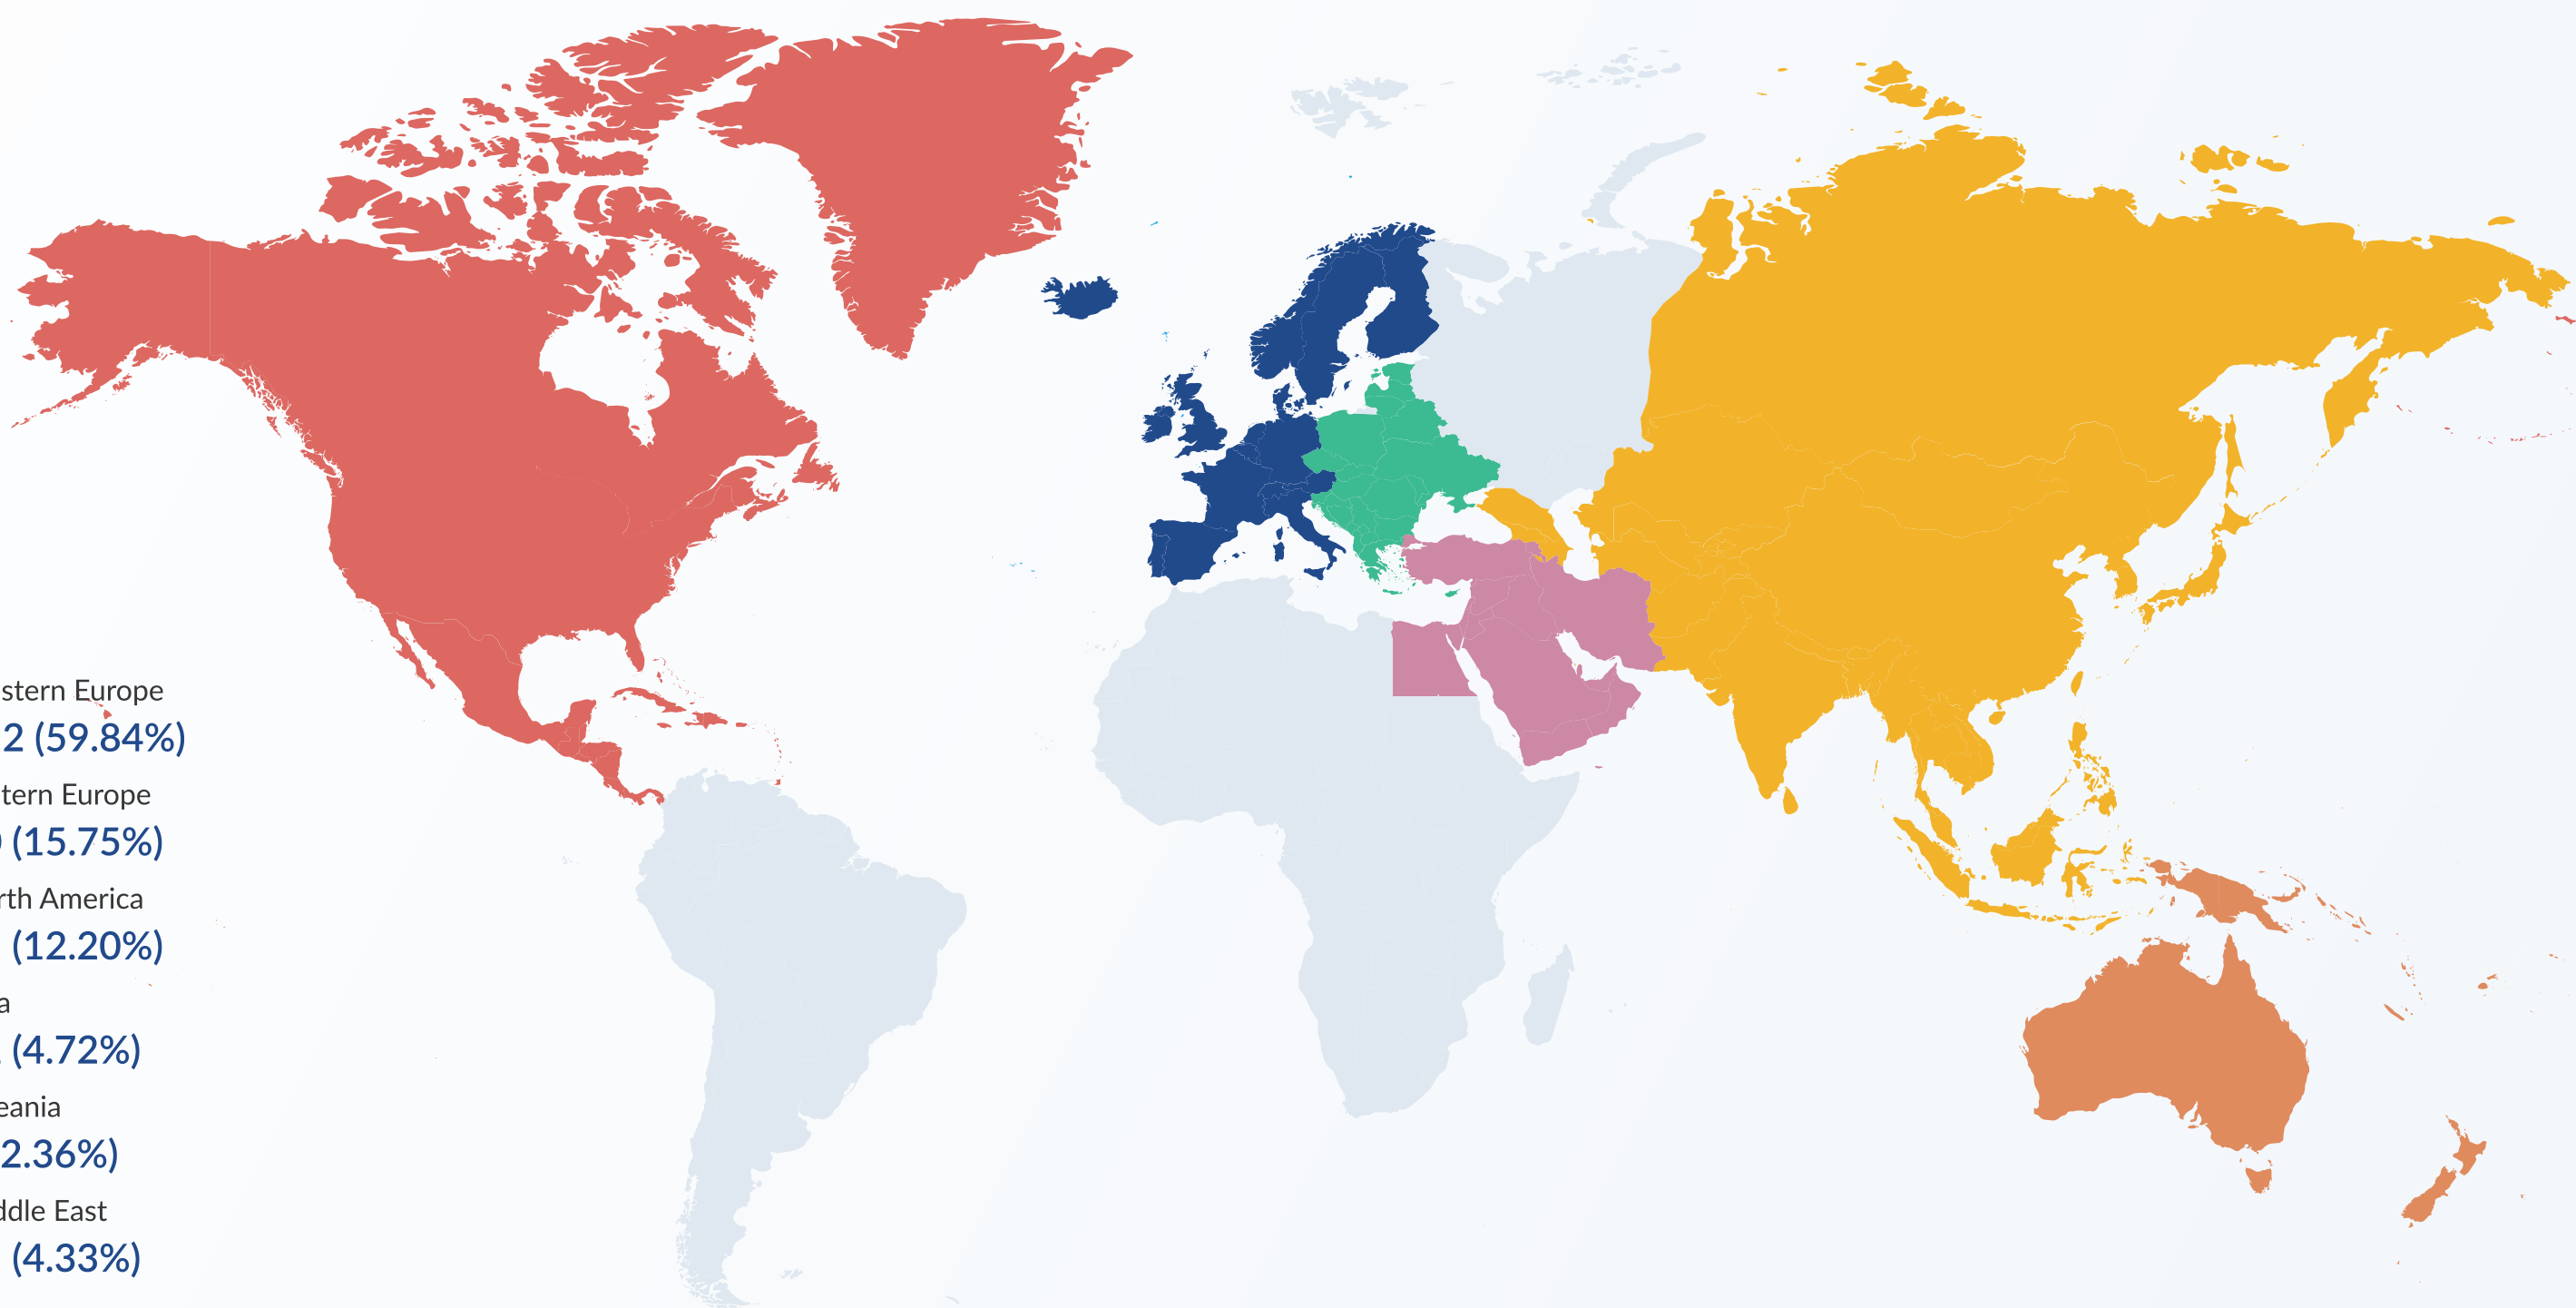 stern Europe
2 (59.84%)
tern Europe
(15.75%)
rth America
(12.20%)
a
(4.72%)
eania
2.36%)
ddle East
(4.33%)